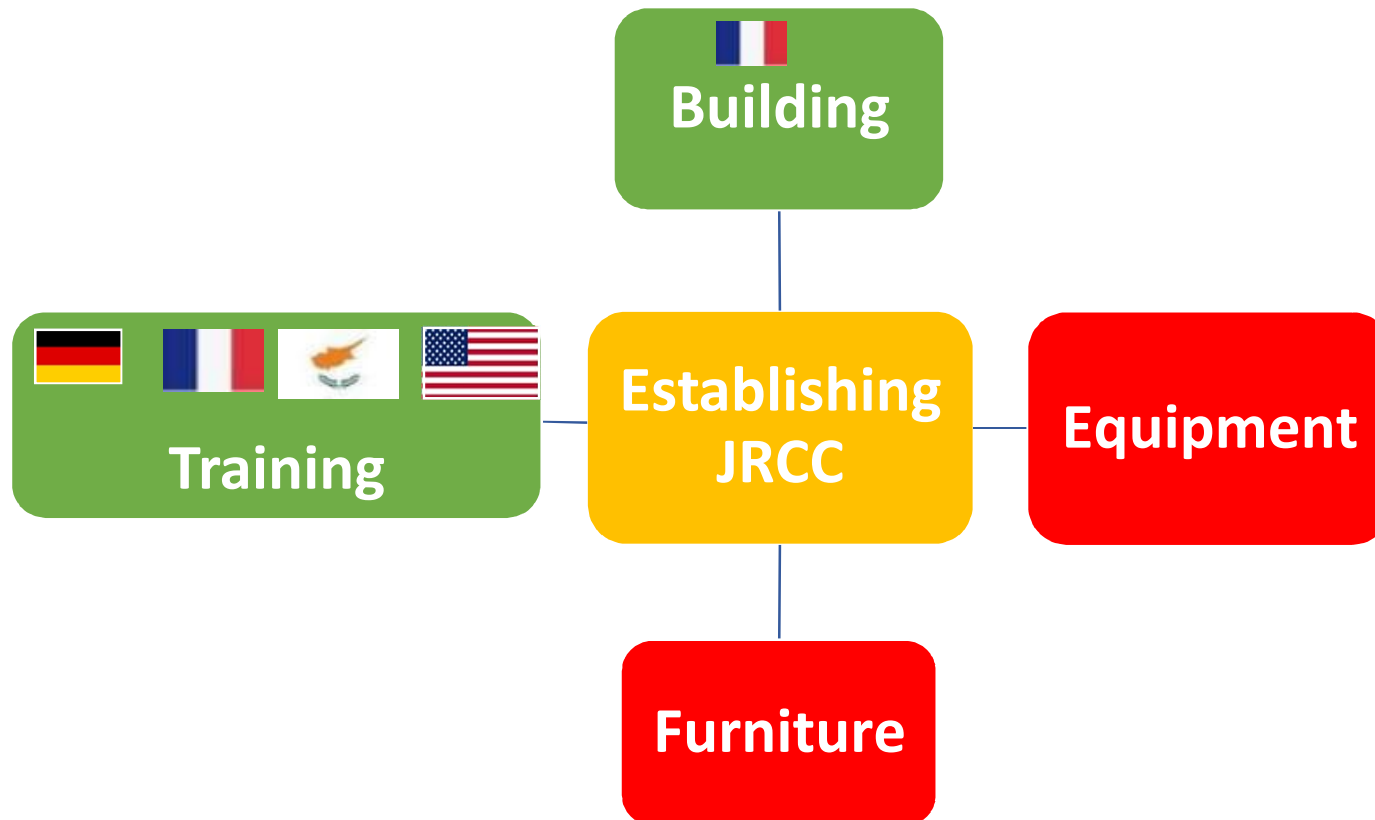 Building
Training
Establishing
JRCC
Equipment
Furniture